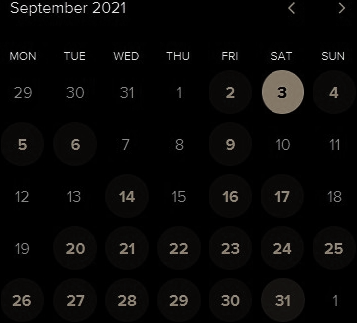 September 2021
MON TUE WED THU FRI SAT SUN
29 30 31 1 2 3 4
5 6 7 8 9 10 11
12 13 14 15 16 17 18
19 20 21 22 23 24 25
26 27 28 29 30 31 1